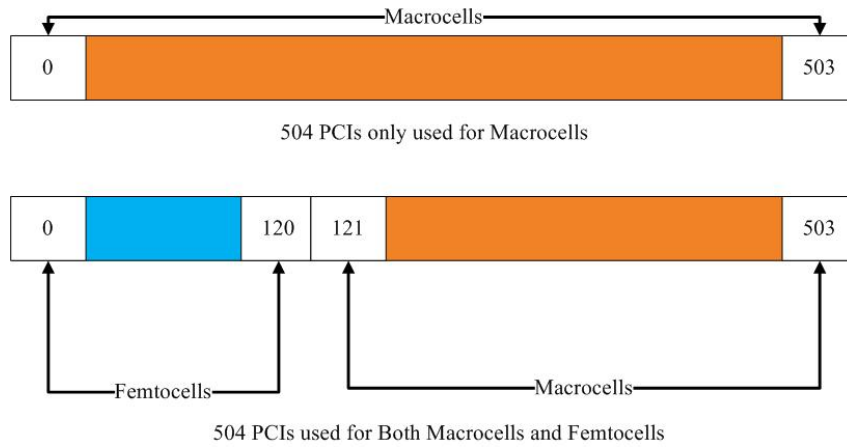 Macrocells
0 503
504 PCIs only used for Macrocells
0 120 121 503
Femtocells Macrocells
504 PCIs used for Both Macrocells and Femtocells